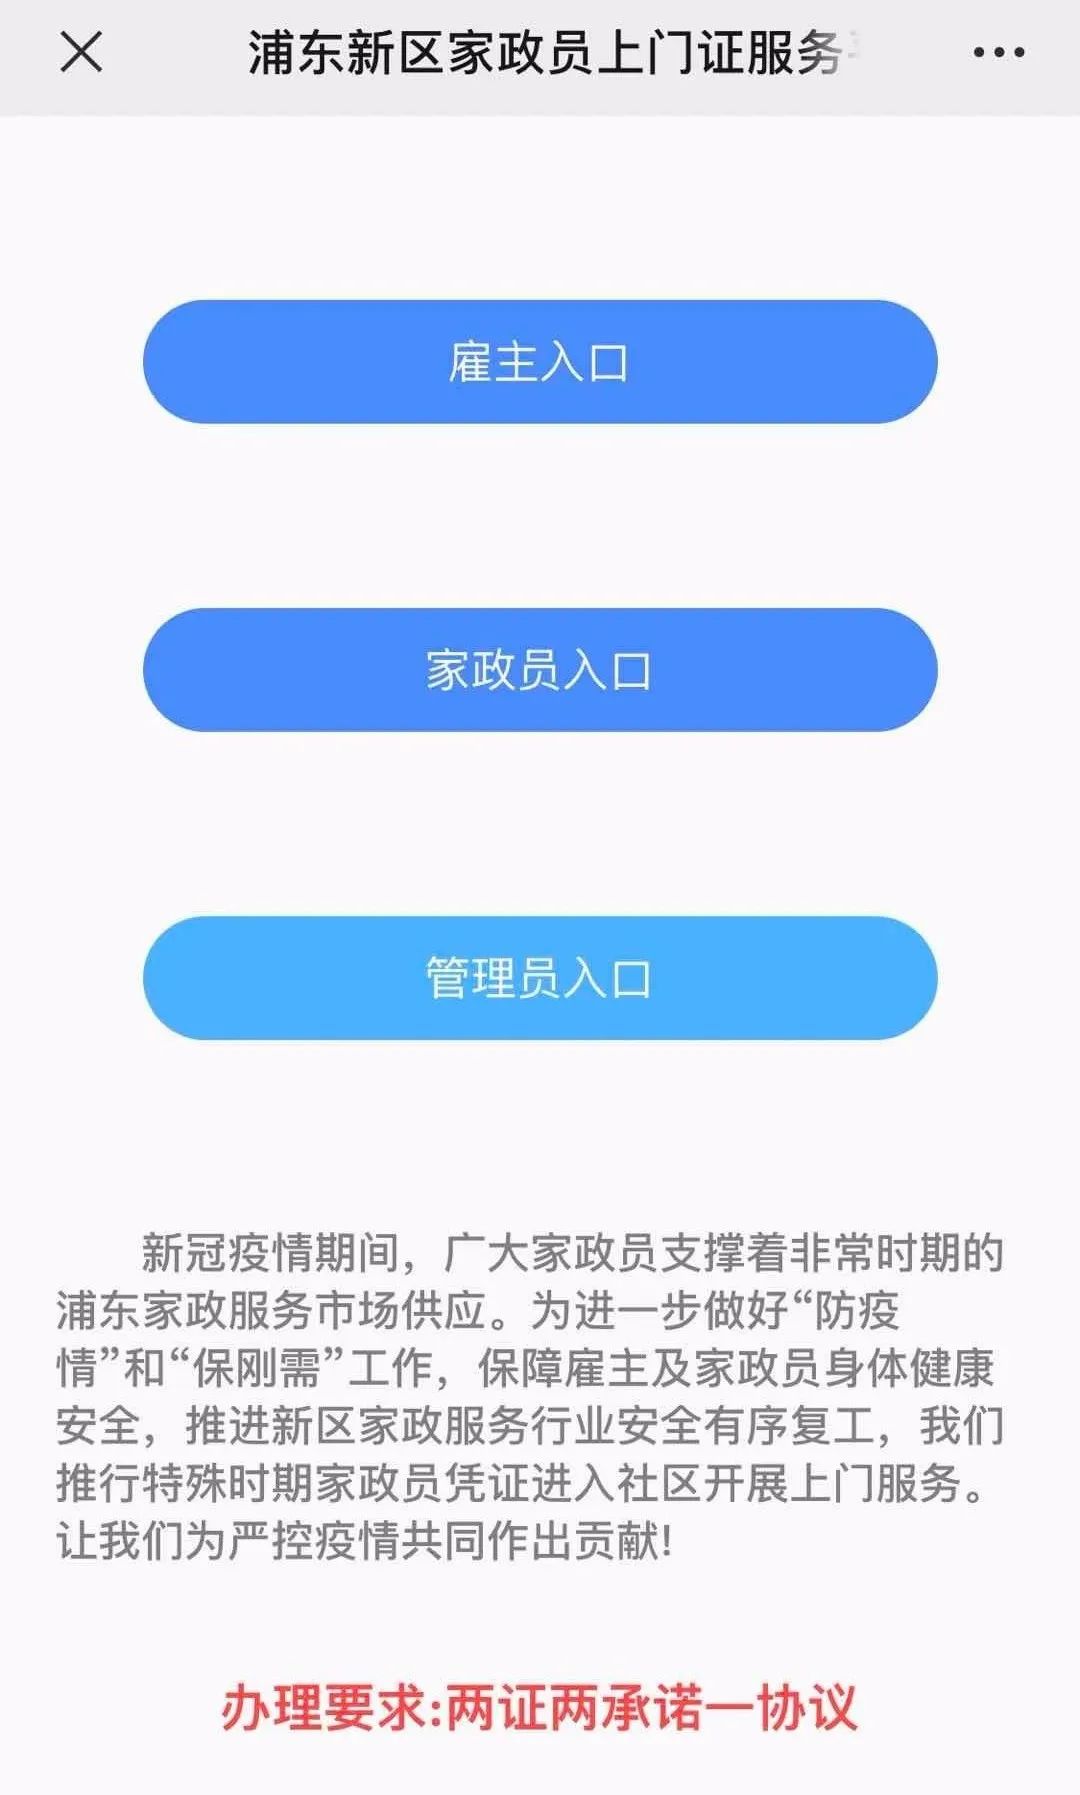 浦东新区家政员上门证服务
雇主入口
家政员入口
管理员入口
新冠疫情期间，广大家政员支撑着非常时期的
浦东家政服务市场供应。为进一步做好“防疫
情”和“保刚需”工作，保障雇主及家政员身体健康
安全，推进新区家政服务行业安全有序复工，我们
推行特殊时期家政员凭证进入社区开展上门服务。
让我们为严控疫情共同作出贡献!
办理要求:两证两承诺一协议